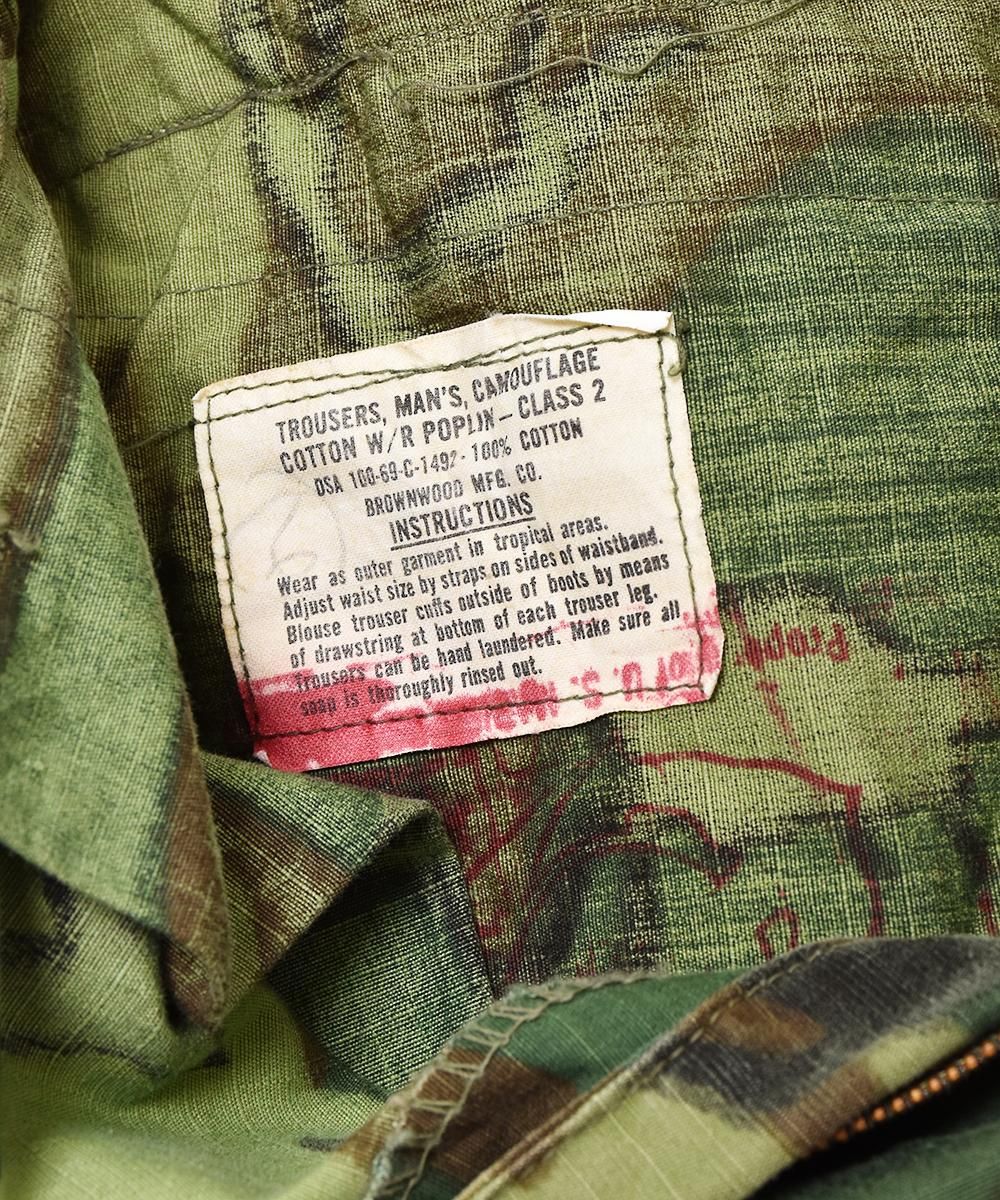 TROUSERS, MAN'S, CAMOUFLAGE
COTTON W/R POPLIN – CLASS 2
DSA 100-69-C-1492 - 100% COTTON
BROWNWOOD MFG. CO.
INSTRUCTIONS
Wear as outer garment in tropical areas.
Adjust waist size by straps on sides of waistband.
Blouse trouser cuffs outside of boots by means
of drawstring at bottom of each trouser leg.
Trousers can be hand laundered. Make sure all
soap is thoroughly rinsed out.
U. S.